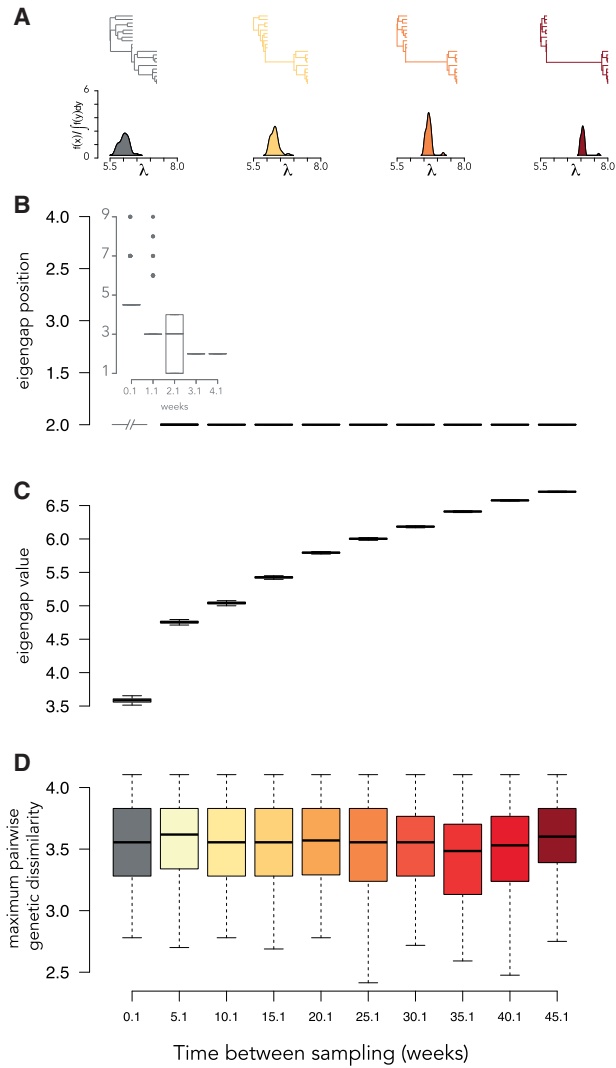 A
f(x)/∫f(y)dy
6
0
5.5 8.0 5.5 8.0 5.5 8.0 5.5 8.0
λ λ λ λ
B
eigengap position
4.0
2.5
3.0
1.5
2.0
9
7
5
3
1
0.1 1.1 2.1 3.1 4.1
weeks
C
eigengap value
6.5
6.0
5.5
5.0
4.5
4.0
3.5
D
maximum pairwise
genetic dissimilarity
4.0
3.5
3.0
2.5
0.1 5.1 10.1 15.1 20.1 25.1 30.1 35.1 40.1 45.1
Time between sampling (weeks)